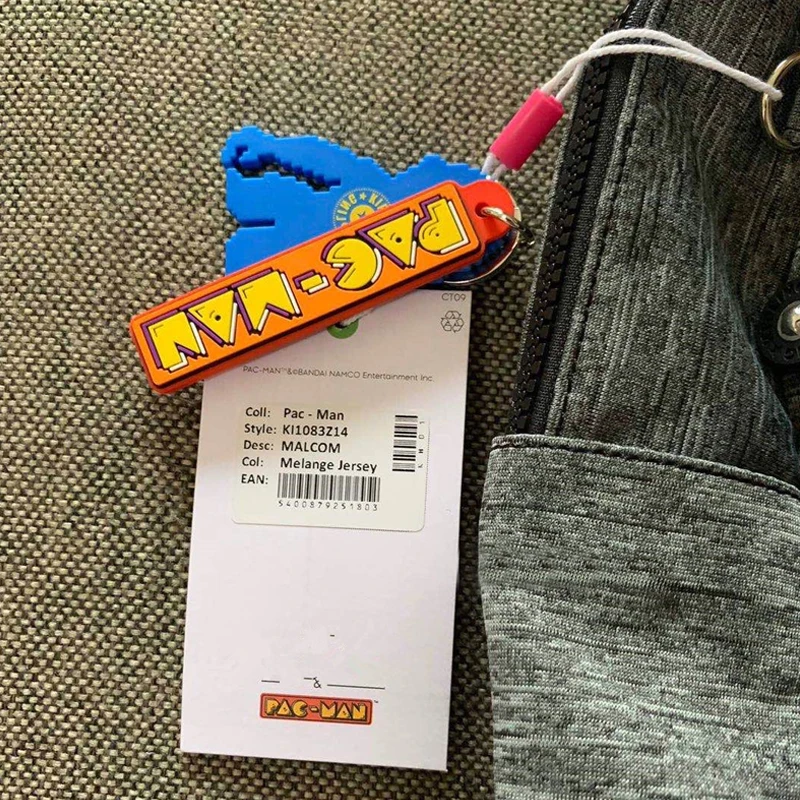 PAC-MAN
CT09
PAC-MAN™&©BANDAI NAMCO Entertainment Inc.
Coll: Pac - Man
Style: KI1083Z14
Desc: MALCOM
Col: Melange Jersey
EAN:
5400879251803
&
PAC-MAN